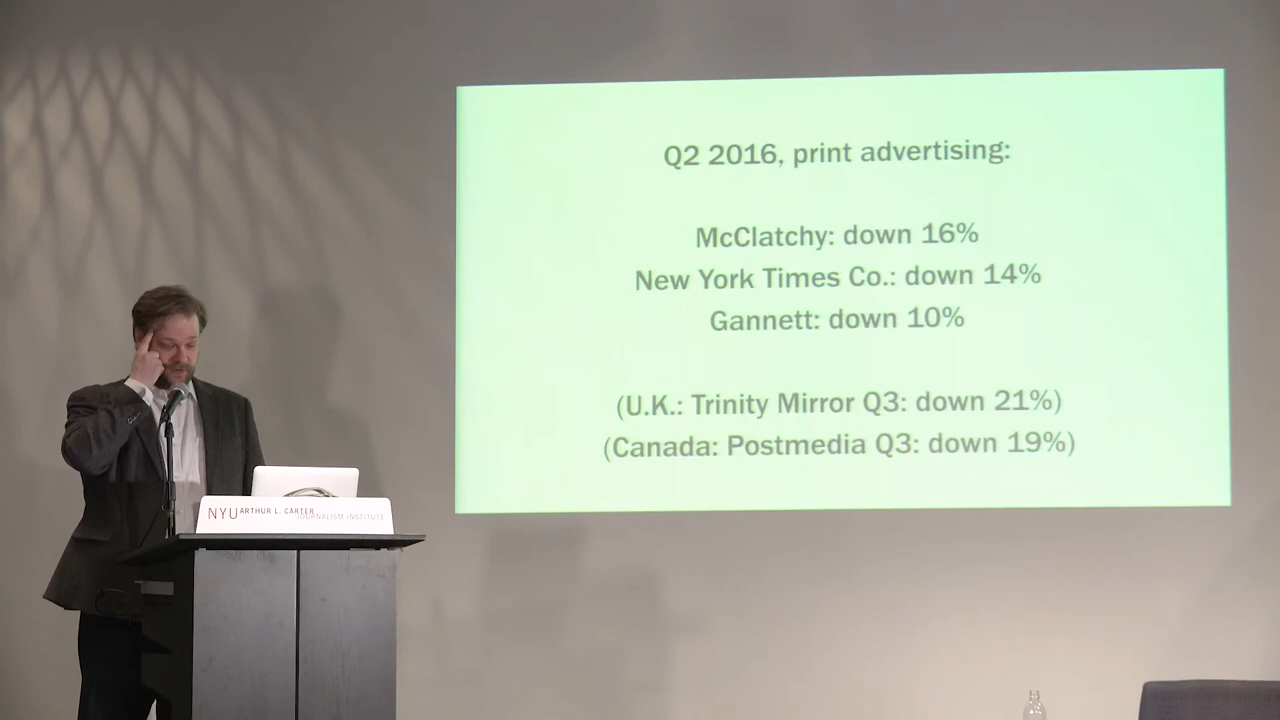 Q2 2016, print advertising:
McClatchy: down 16%
New York Times Co.: down 14%
Gannett: down 10%
(U.K.: Trinity Mirror Q3: down 21%)
(Canada: Postmedia Q3: down 19%)
NYU ARTHUR L. CARTER
JOURNALISM INSTITUTE